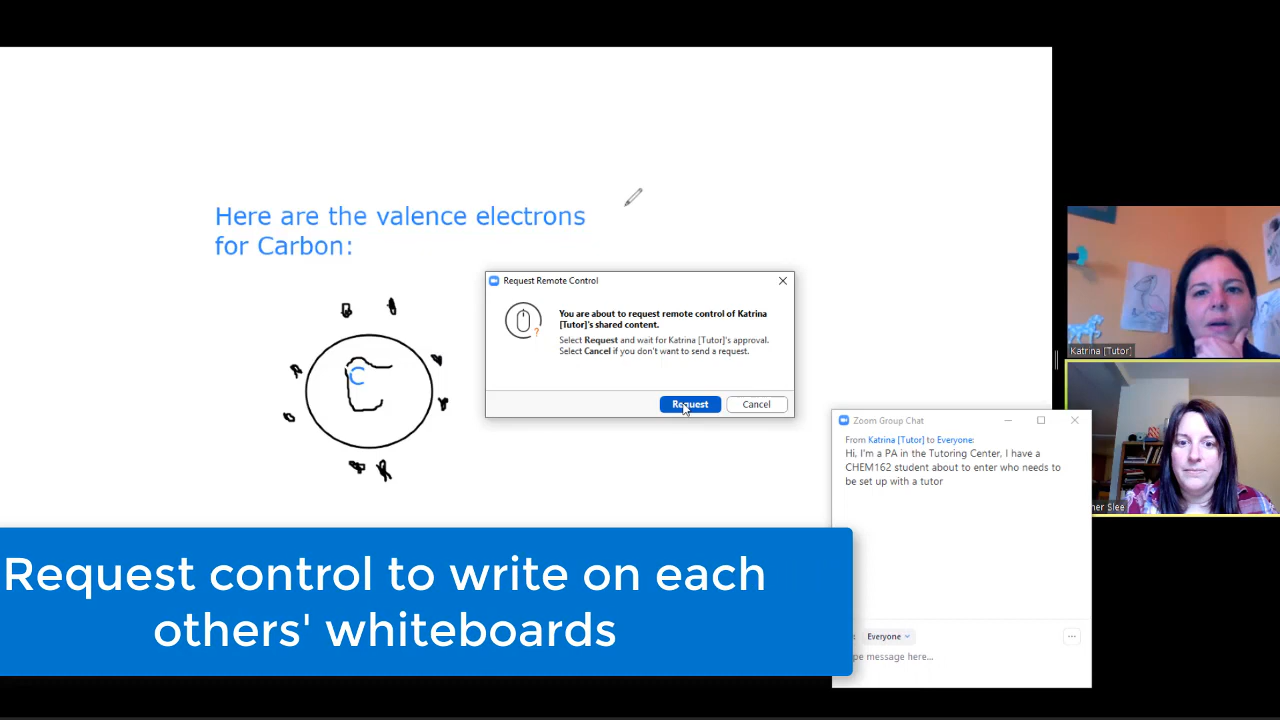 Here are the valence electrons
for Carbon:
C
C
Request Remote Control
You are about to request remote control of Katrina
[Tutor]'s shared content.
Select Request and wait for Katrina [Tutor]'s approval.
Select Cancel if you don't want to send a request.
?
Request
Cancel
Katrina [Tutor]
her Slee
Zoom Group Chat
From Katrina [Tutor] to Everyone:
Hi, I'm a PA in the Tutoring Center, I have a
CHEM162 student about to enter who needs to
be set up with a tutor
Everyone
pe message here...
Request control to write on each
others' whiteboards